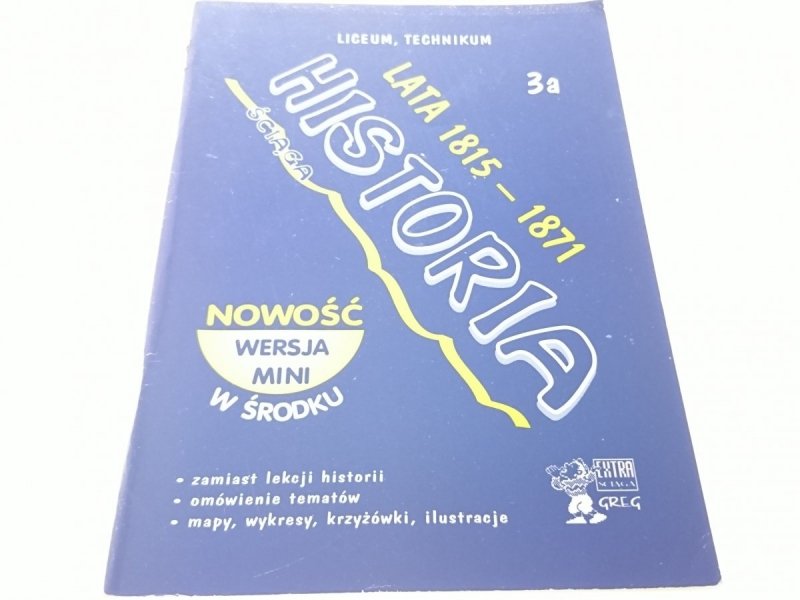 LICEUM, TECHNIKUM
3a
LATA 1815 – 1871
HISTORIA
ŚCIĄGA
NOWOŚĆ
WERSJA
MINI
W ŚRODKU
• zamiast lekcji historii
• omówienie tematów
• mapy, wykresy, krzyżówki, ilustracje
EXTRA
ŚCIĄGA
GREG